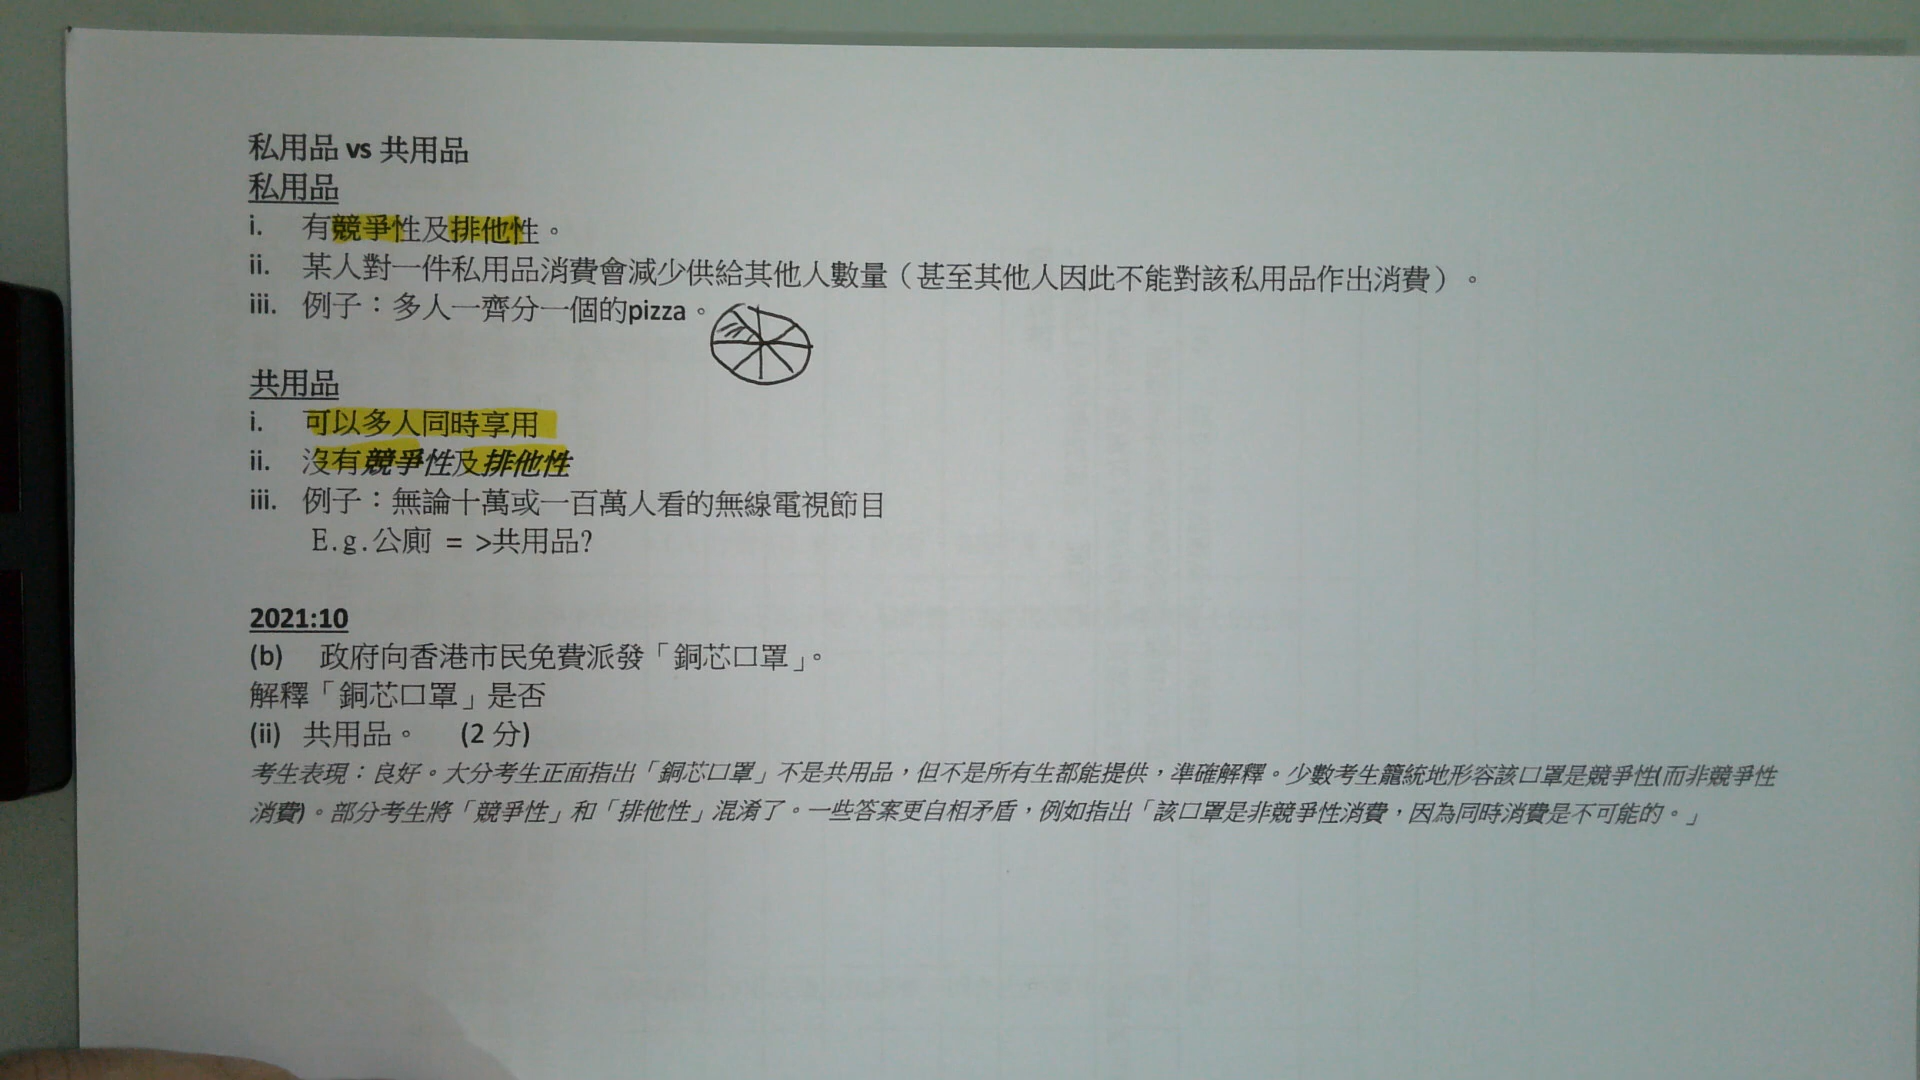 私用品 vs 共用品
私用品
i. 有競爭性及排他性。
ii. 某人對一件私用品消費會減少供給其他人數量（甚至其他人因此不能對該私用品作出消費）。
iii. 例子：多人一齊分一個的pizza。
共用品
i. 可以多人同時享用
ii. 沒有競爭性及排他性
iii. 例子：無論十萬或一百萬人看的無線電視節目
E.g.公廁 = >共用品?
2021:10
(b) 政府向香港市民免費派發「銅芯口罩」。
解釋「銅芯口罩」是否
(ii) 共用品。 (2 分)
考生表現：良好。大分考生正面指出「銅芯口罩」不是共用品，但不是所有生都能提供，準確解釋。少數考生籠統地形容該口罩是競爭性(而非競爭性
消費)。部分考生將「競爭性」和「排他性」混淆了。一些答案更自相矛盾，例如指出「該口罩是非競爭性消費，因為同時消費是不可能的。」